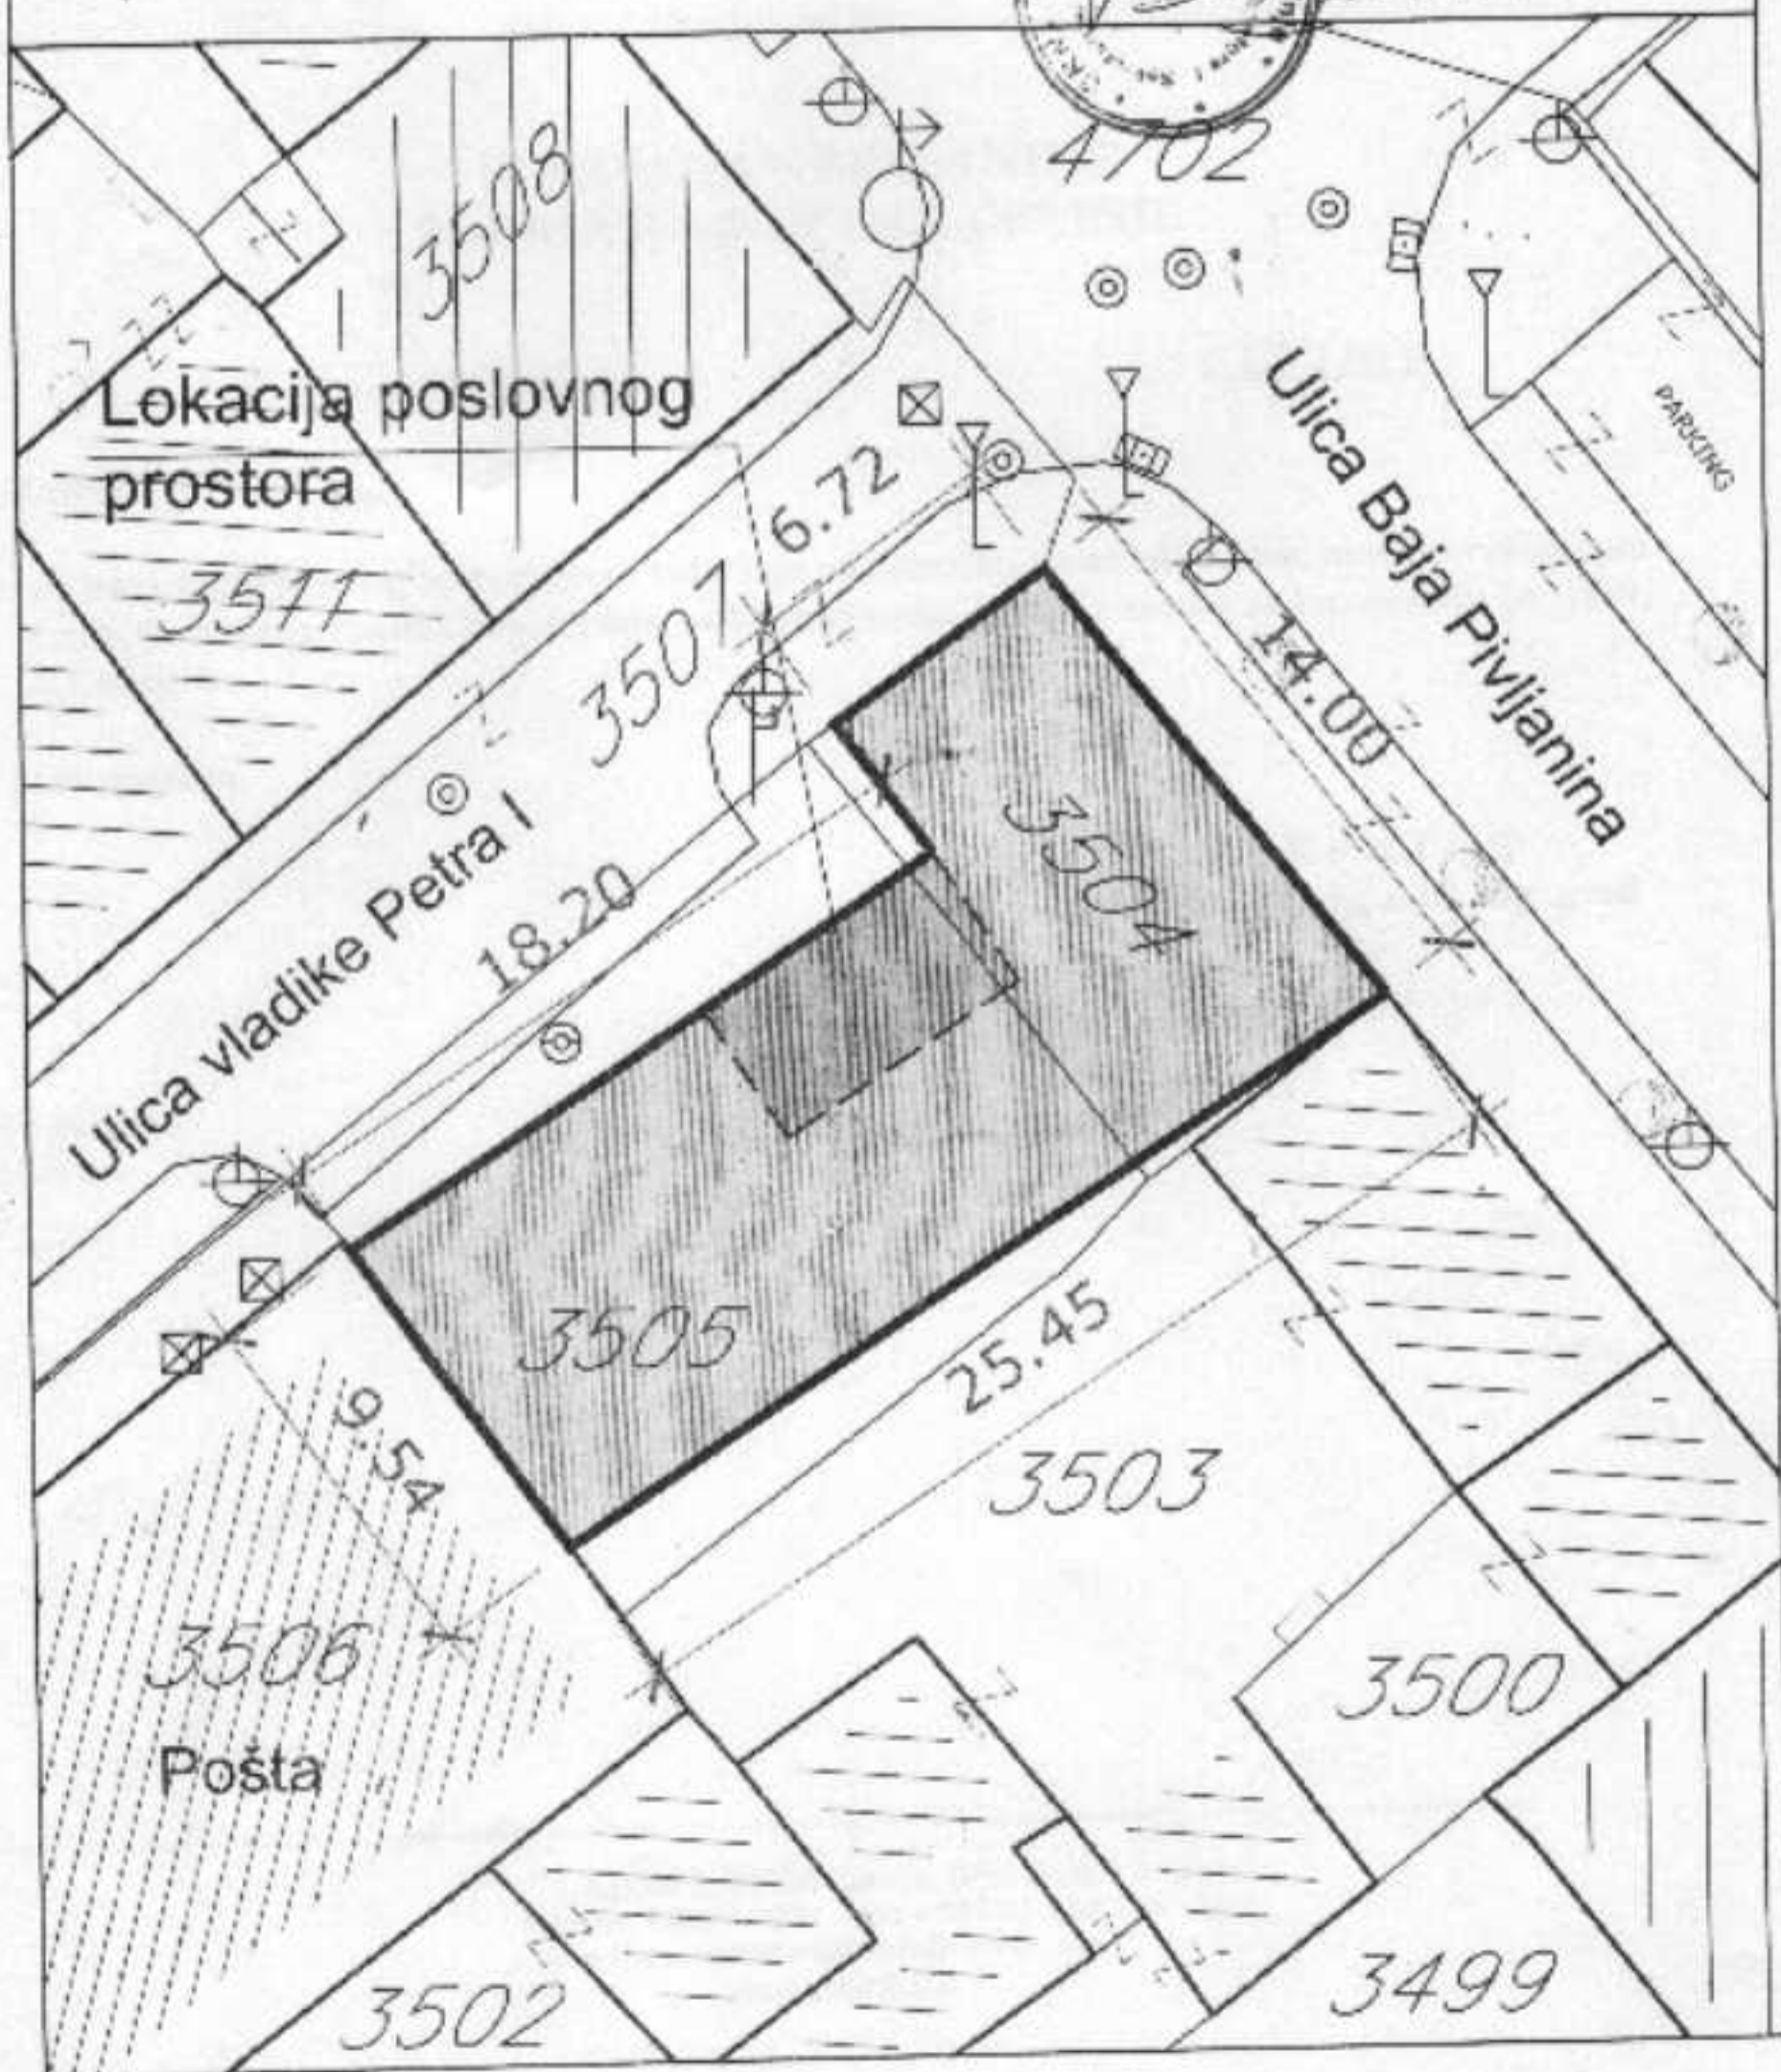 4702
3508
Lokacija poslovnog
prostora
6.72
Ulica Baja Pivljanina
PARKING
3511
3507
14.00
3504
Ulica vladike Petra I
18.20
3505
25.45
9.54
3503
3506
Pošta
3500
3502
3499